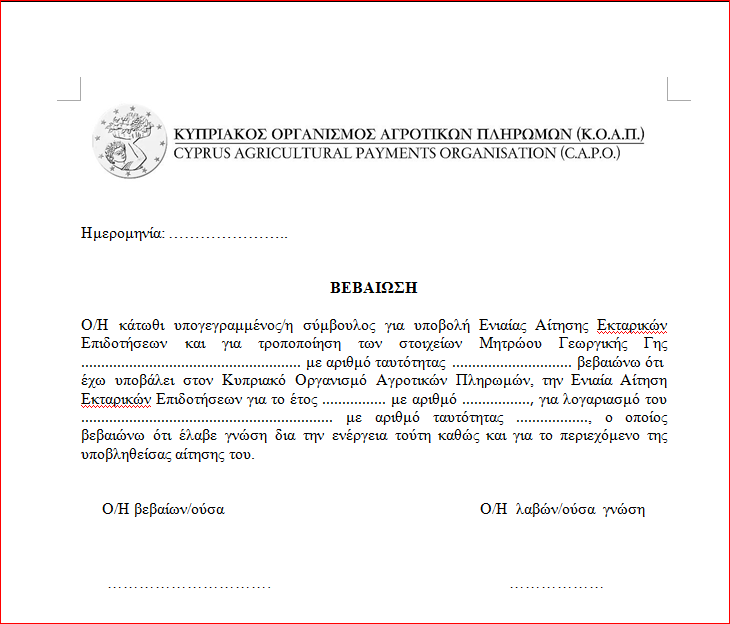 ΚΥΠΡΙΑΚΟΣ ΟΡΓΑΝΙΣΜΟΣ ΑΓΡΟΤΙΚΩΝ ΠΛΗΡΩΜΩΝ (Κ.Ο.Α.Π.)
CYPRUS AGRICULTURAL PAYMENTS ORGANISATION (C.A.P.O.)
Ημερομηνία: …………………..
ΒΕΒΑΙΩΣΗ
Ο/Η κάτωθι υπογεγραμμένος/η σύμβουλος για υποβολή Ενιαίας Αίτησης Εκταρικών
Επιδοτήσεων και για τροποποίηση των στοιχείων Μητρώου Γεωργικής Γης
....................................................... με αριθμό ταυτότητας .............................. βεβαιώνω ότι
έχω υποβάλει στον Κυπριακό Οργανισμό Αγροτικών Πληρωμών, την Ενιαία Αίτηση
Εκταρικών Επιδοτήσεων για το έτος ................ με αριθμό ................., για λογαριασμό του
............................................................... με αριθμό ταυτότητας .................., ο οποίος
βεβαιώνω ότι έλαβε γνώση δια την ενέργεια τούτη καθώς και για το περιεχόμενο της
υποβληθείσας αίτησης του.
Ο/Η βεβαίων/ούσα Ο/Η λαβών/ούσα γνώση
…………………………. ………………